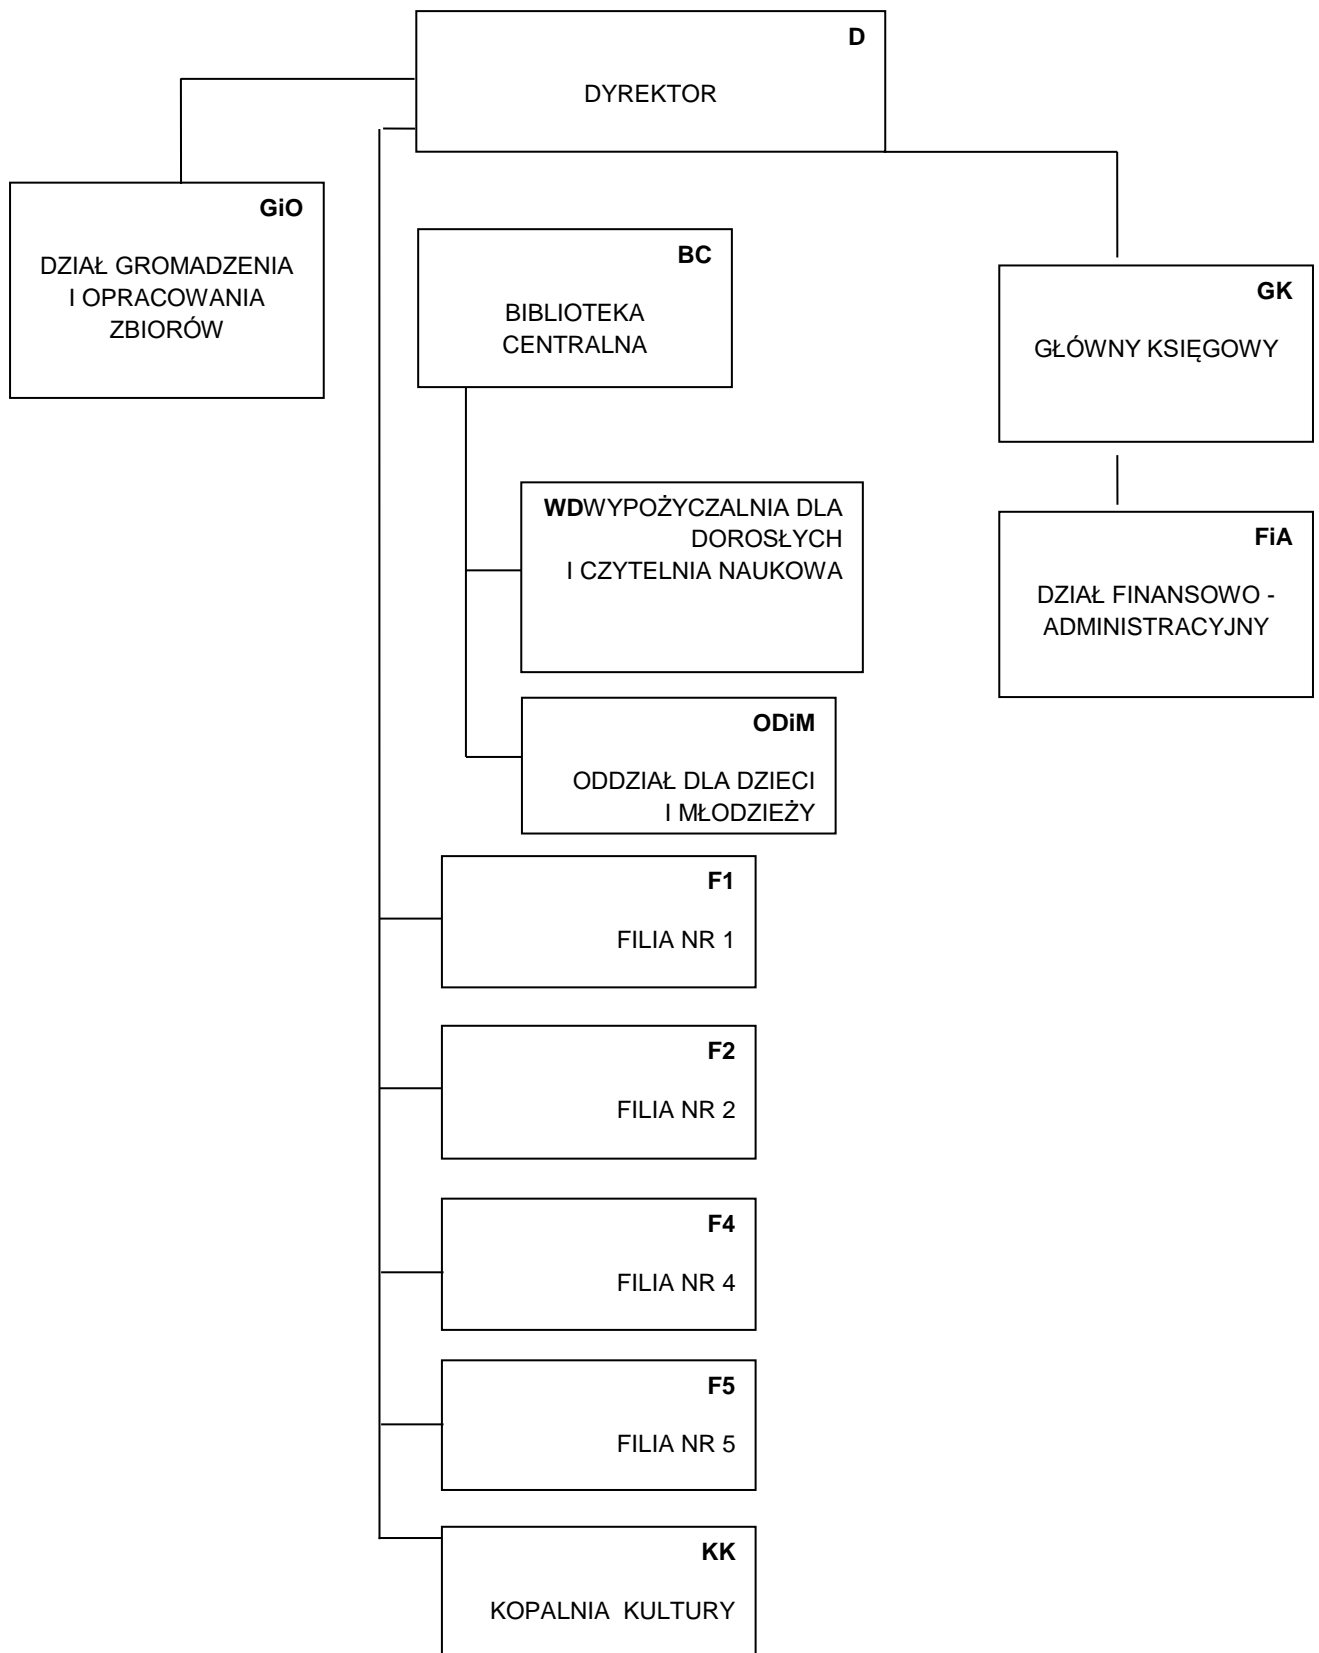 D
DYREKTOR
GiO
DZIAŁ GROMADZENIA
I OPRACOWANIA
ZBIORÓW
BC
BIBLIOTEKA
CENTRALNA
GK
GŁÓWNY KSIĘGOWY
WDWYPOŻYCZALNIA DLA
DOROSŁYCH
I CZYTELNIA NAUKOWA
FiA
DZIAŁ FINANSOWO -
ADMINISTRACYJNY
ODiM
ODDZIAŁ DLA DZIECI
I MŁODZIEŻY
F1
FILIA NR 1
F2
FILIA NR 2
F4
FILIA NR 4
F5
FILIA NR 5
KK
KOPALNIA  KULTURY